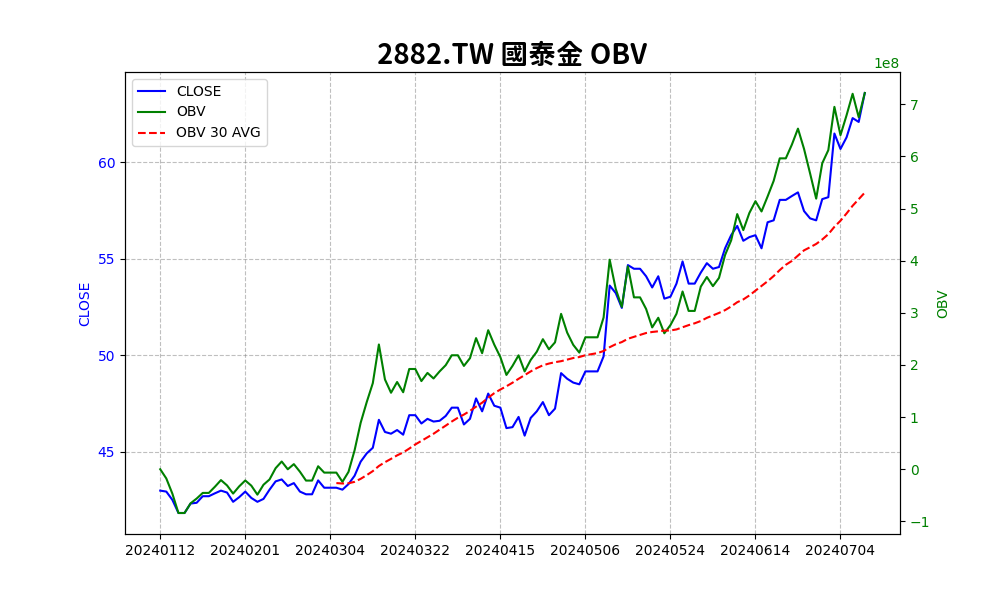 2882.TW 國泰金 OBV
1e8
CLOSE
OBV
OBV 30 AVG
60
55
50
45
CLOSE
7
6
5
4
3
2
1
0
−1
OBV
20240112 20240201 20240304 20240322 20240415 20240506 20240524 20240614 20240704